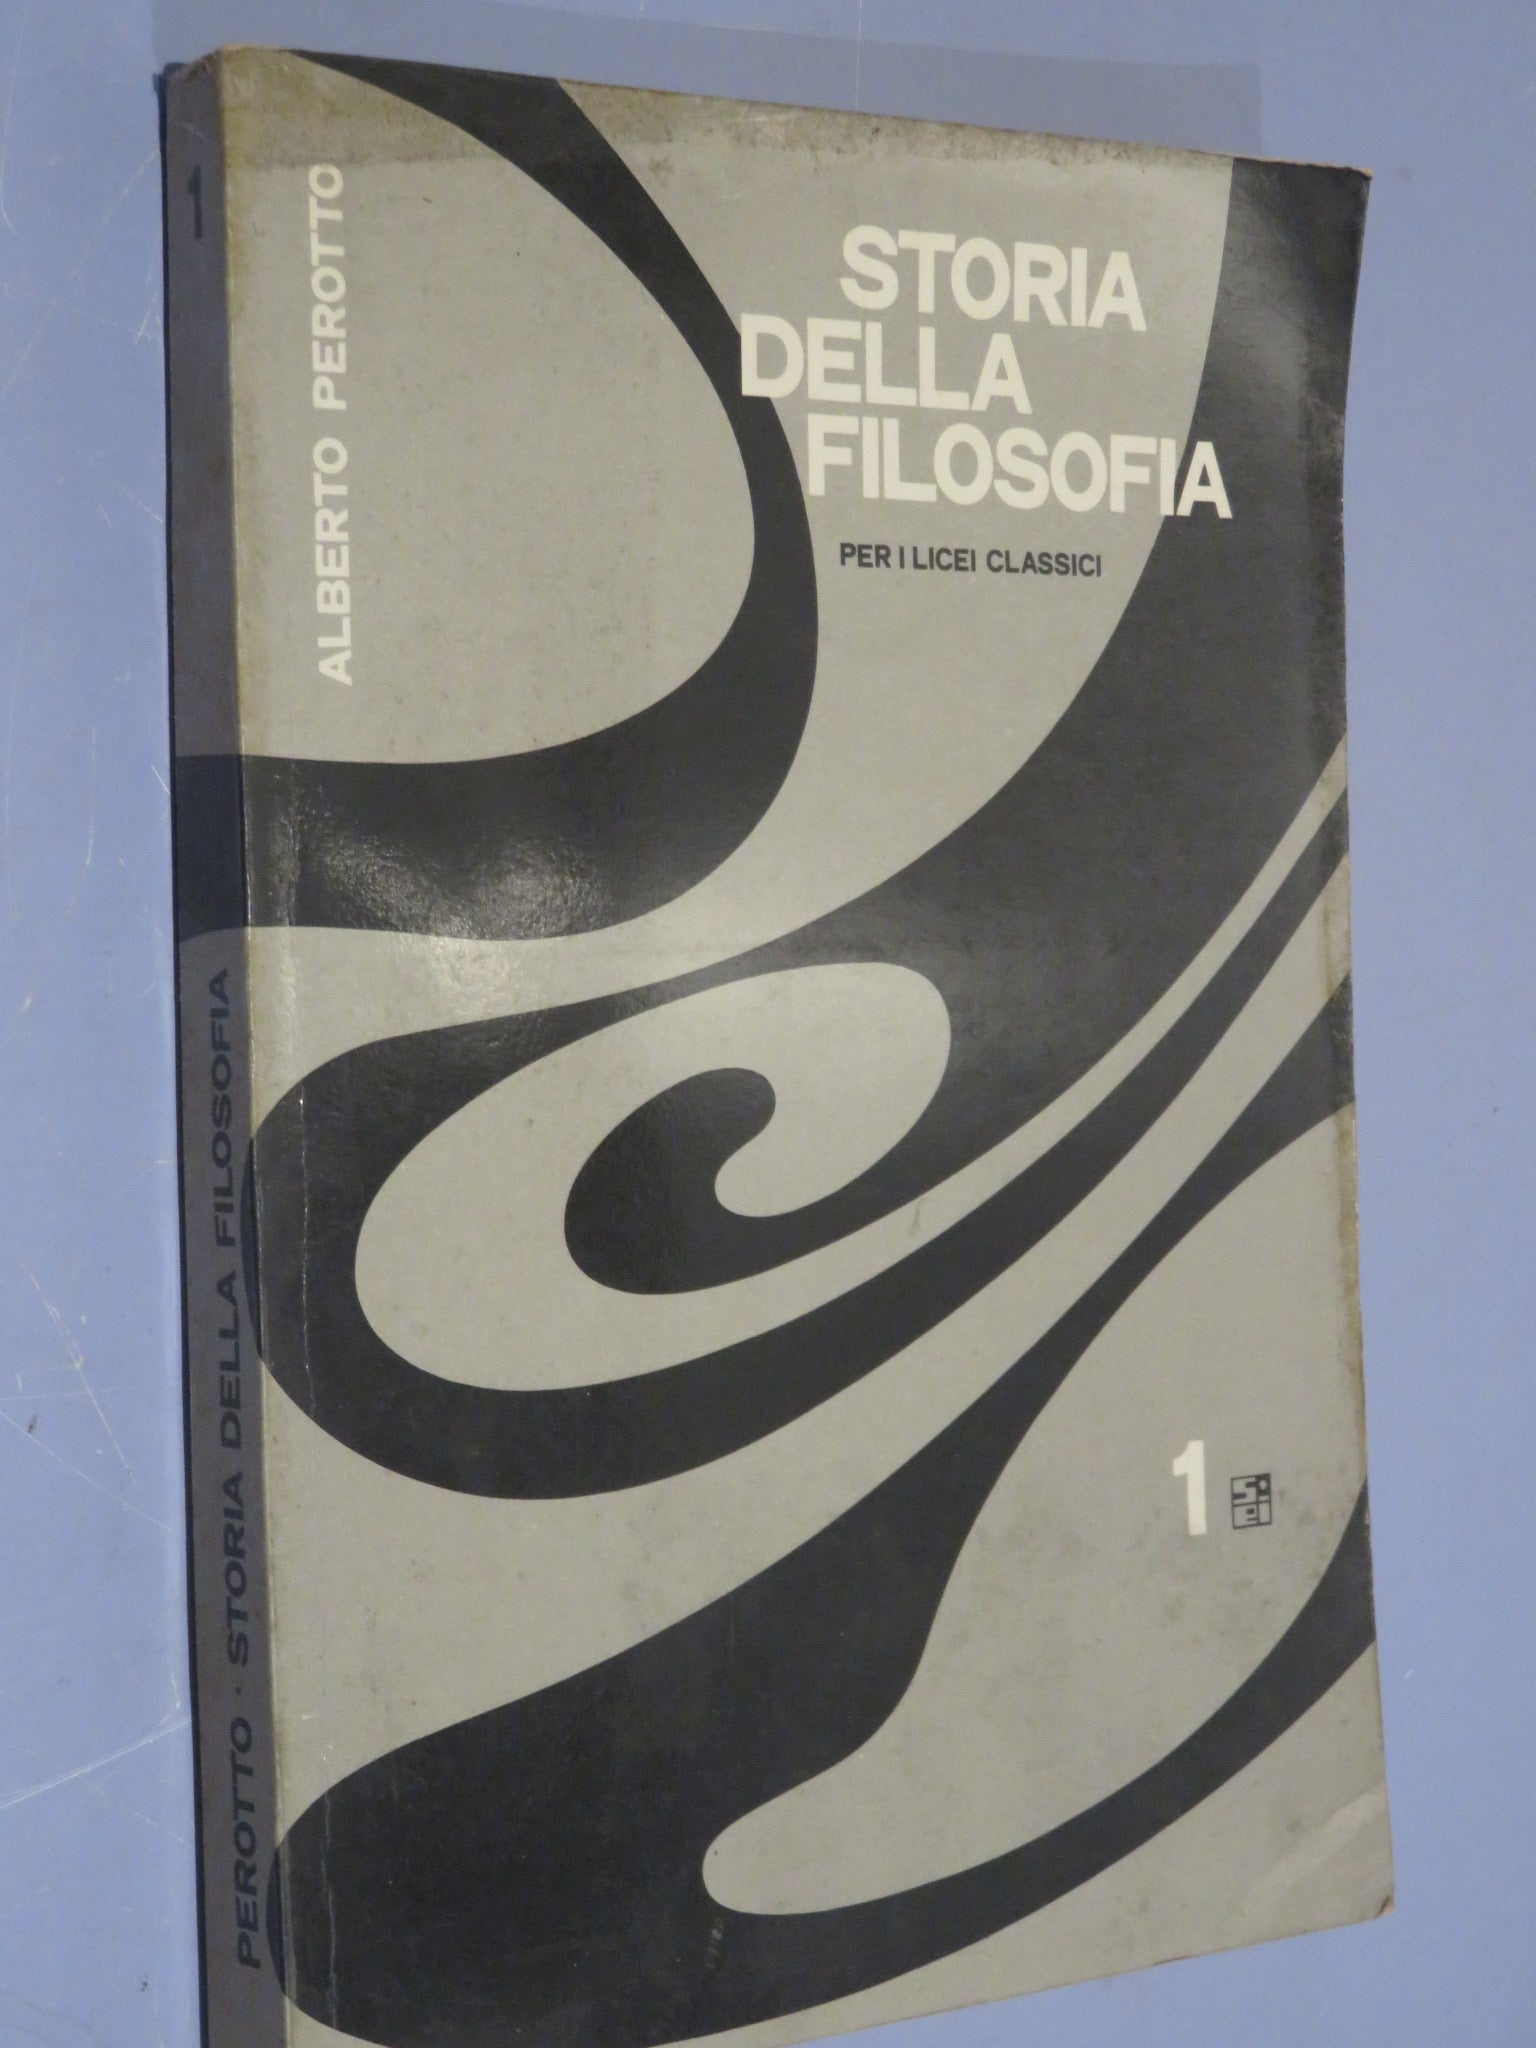 ALBERTO PEROTTO
STORIA
DELLA
FILOSOFIA
PER I LICEI CLASSICI
1
PEROTTO · STORIA DELLA FILOSOFIA
1